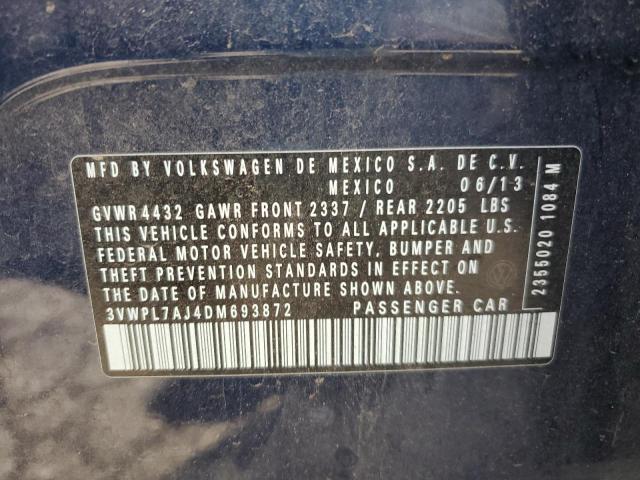 MFD BY VOLKSWAGEN DE MEXICO S.A. DE C.V.
MEXICO 06/13
GVWR 4432 GAWR FRONT 2337 / REAR 2205 LBS
THIS VEHICLE CONFORMS TO ALL APPLICABLE U.S.
FEDERAL MOTOR VEHICLE SAFETY, BUMPER AND
THEFT PREVENTION STANDARDS IN EFFECT ON
THE DATE OF MANUFACTURE SHOWN ABOVE.
3VWPL7AJ4DM693872 PASSENGER CAR
2355020 1084 M